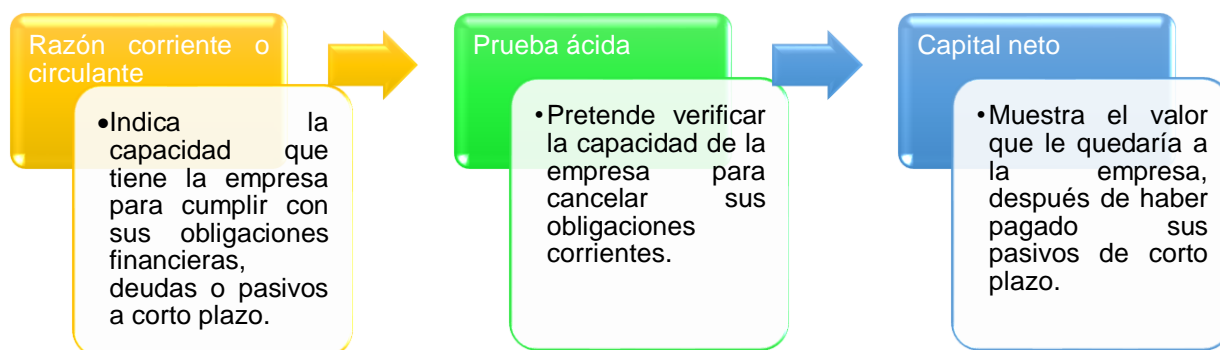 Razón corriente o
circulante
•Indica la
capacidad que
tiene la empresa
para cumplir con
sus obligaciones
financieras,
deudas o pasivos
a corto plazo.
Prueba ácida
•Pretende verificar
la capacidad de la
empresa para
cancelar sus
obligaciones
corrientes.
Capital neto
•Muestra el valor
que le quedaría a
la empresa,
después de haber
pagado sus
pasivos de corto
plazo.